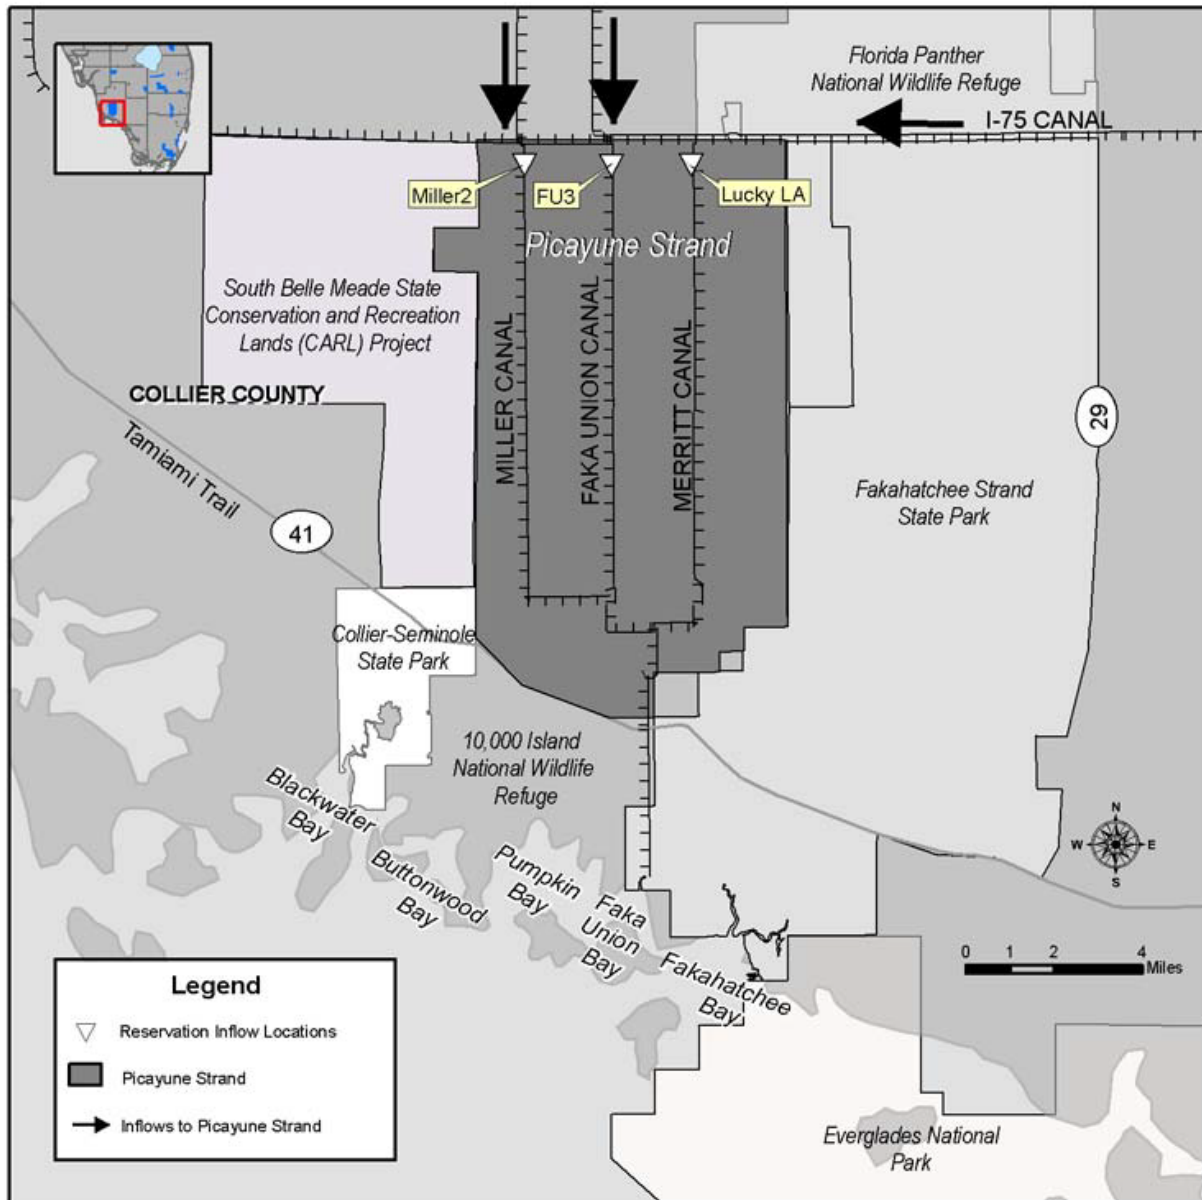 Florida Panther
National Wildlife Refuge
I-75 CANAL
Miller2
FU3
Lucky LA
Picayune Strand
South Belle Meade State
Conservation and Recreation
Lands (CARL) Project
COLLIER COUNTY
MILLER CANAL
FAKA UNION CANAL
MERRITT CANAL
29
Tamiami Trail
41
Fakahatchee Strand
State Park
Collier-Seminole
State Park
10,000 Island
National Wildlife
Refuge
Blackwater
Bay
Buttonwood
Bay
Pumpkin
Bay
Faka
Union
Bay
Fakahatchee
Bay
N
W
E
S
0 1 2 4
Miles
Legend
Reservation Inflow Locations
Picayune Strand
Inflows to Picayune Strand
Everglades National
Park